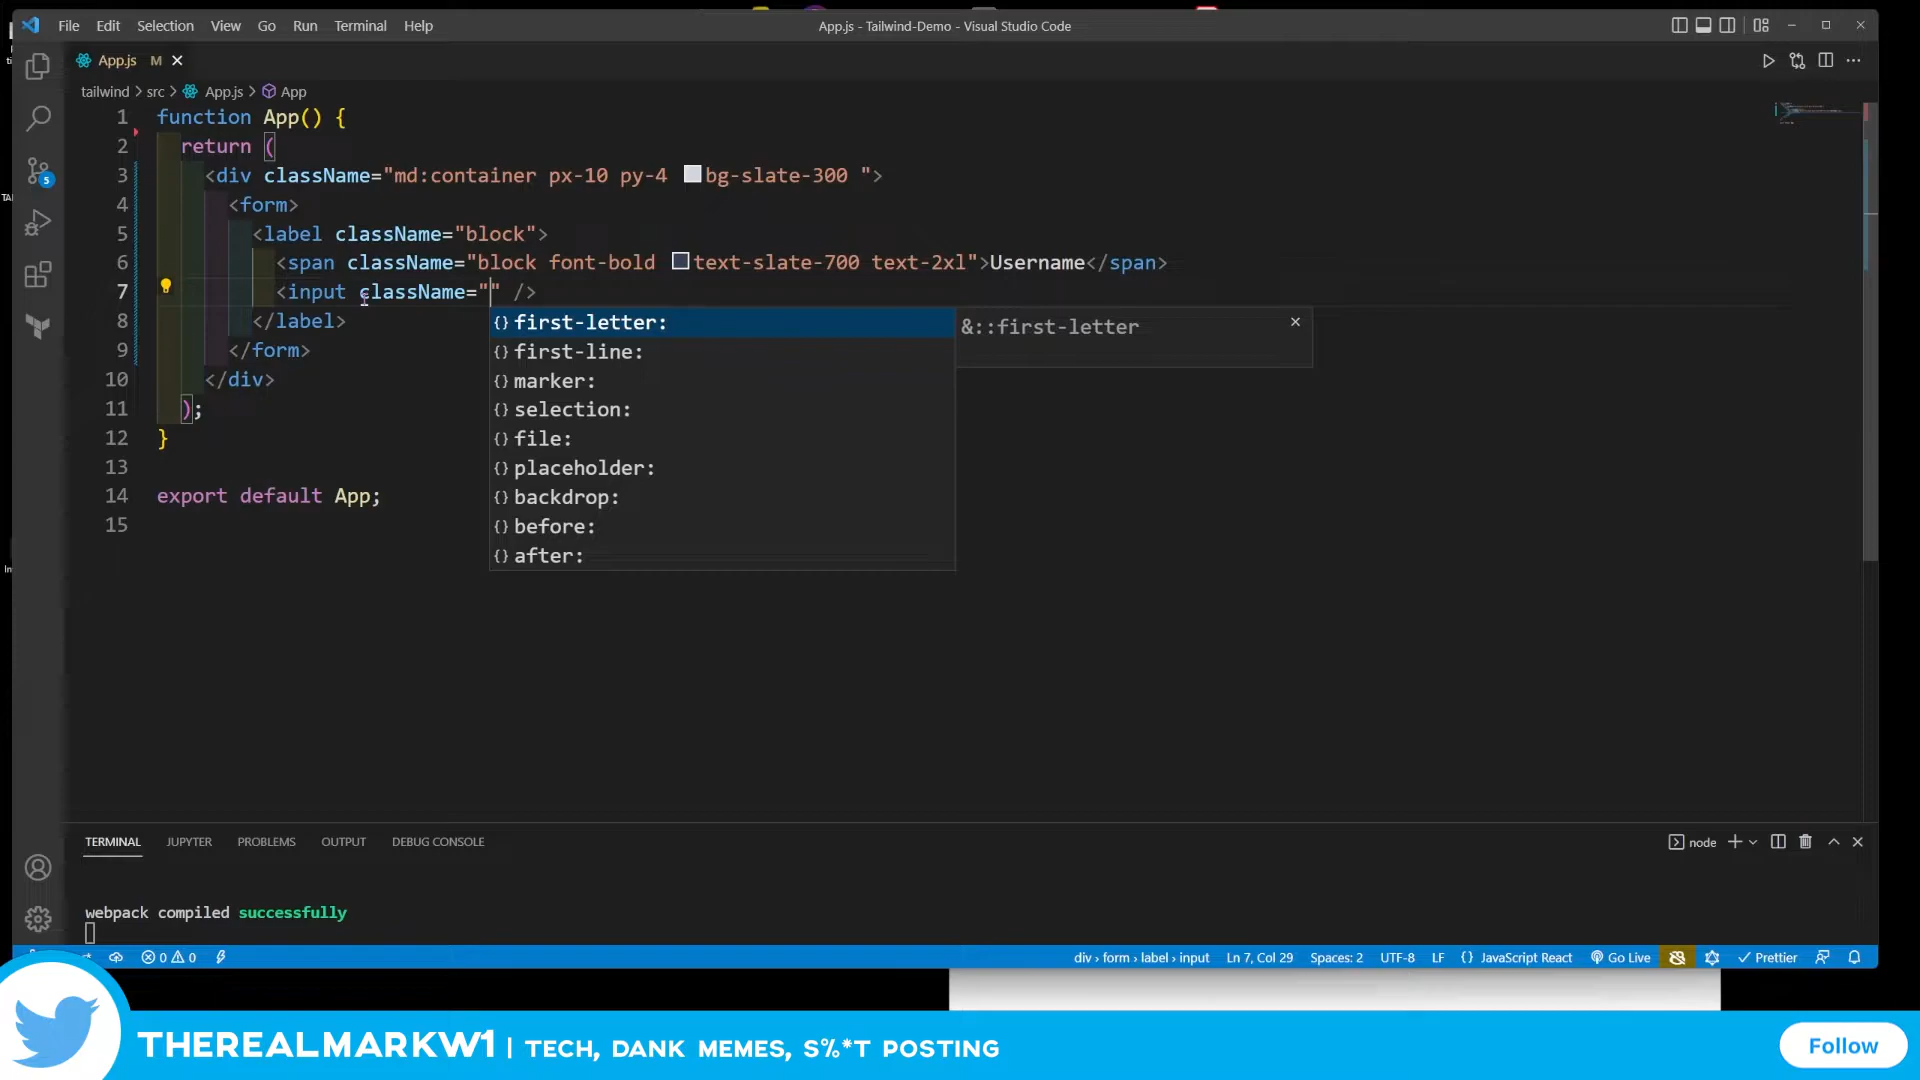 File Edit Selection View Go Run Terminal Help
App.js - Tailwind-Demo - Visual Studio Code
App.js M
tailwind > src > App.js > App
1 function App() {
2 return (
3 <div className="md:container px-10 py-4 bg-slate-300 ">
4 <form>
5 <label className="block">
6 <span className="block font-bold text-slate-700 text-2xl">Username</span>
7 <input className="" />
8 </label>
9 </form>
10 </div>
11 );
12 }
13
14 export default App;
15
{} first-letter:
&::first-letter
{} first-line:
{} marker:
{} selection:
{} file:
{} placeholder:
{} backdrop:
{} before:
{} after:
5
TERMINAL JUPYTER PROBLEMS OUTPUT DEBUG CONSOLE
node
webpack compiled successfully
0 0
div › form › label › input Ln 7, Col 29 Spaces: 2 UTF-8 LF {} JavaScript React Go Live Prettier
THEREALMARKW1 | TECH, DANK MEMES, S%*T POSTING
Follow